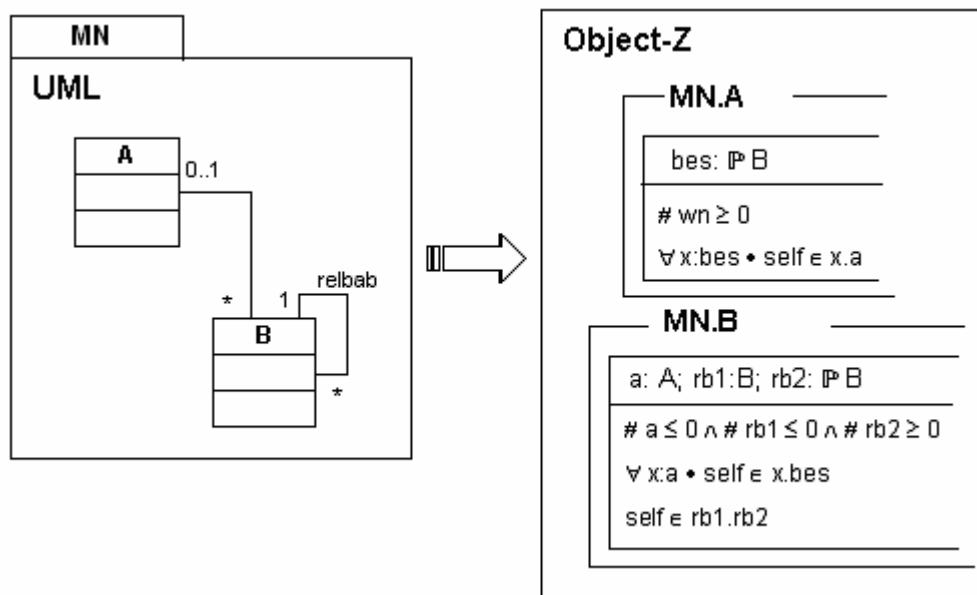 MN
UML
A
0..1
relbab
1
*
B
*
Object-Z
MN.A
bes: ℙ B
# wn ≥ 0
∀ x:bes • self ∈ x.a
MN.B
a: A; rb1:B; rb2: ℙ B
# a ≤ 0 ∧ # rb1 ≤ 0 ∧ # rb2 ≥ 0
∀ x:a • self ∈ x.bes
self ∈ rb1.rb2